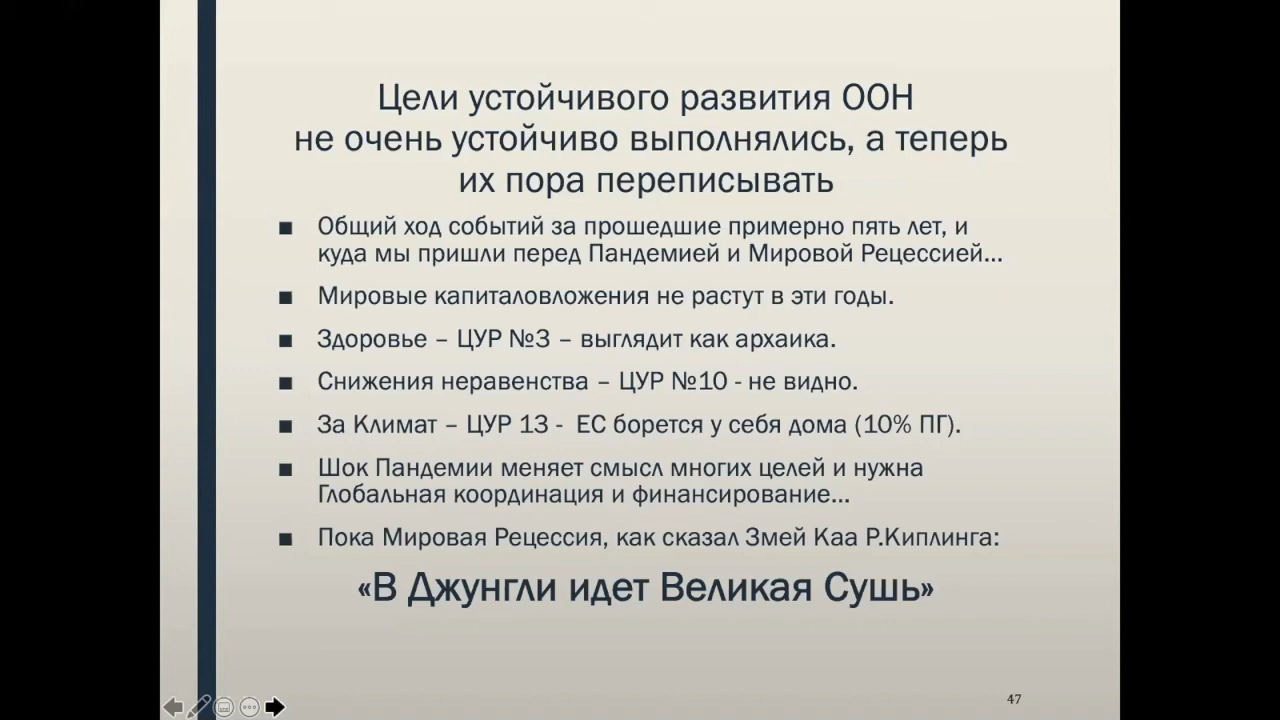 Цели устойчивого развития ООН
не очень устойчиво выполнялись, а теперь
их пора переписывать
■ Общий ход событий за прошедшие примерно пять лет, и
куда мы пришли перед Пандемией и Мировой Рецессией...
■ Мировые капиталовложения не растут в эти годы.
■ Здоровье – ЦУР №3 – выглядит как архаика.
■ Снижения неравенства – ЦУР №10 - не видно.
■ За Климат – ЦУР 13 - ЕС борется у себя дома (10% ПГ).
■ Шок Пандемии меняет смысл многих целей и нужна
Глобальная координация и финансирование...
■ Пока Мировая Рецессия, как сказал Змей Каа Р.Киплинга:
«В Джунгли идет Великая Сушь»
47